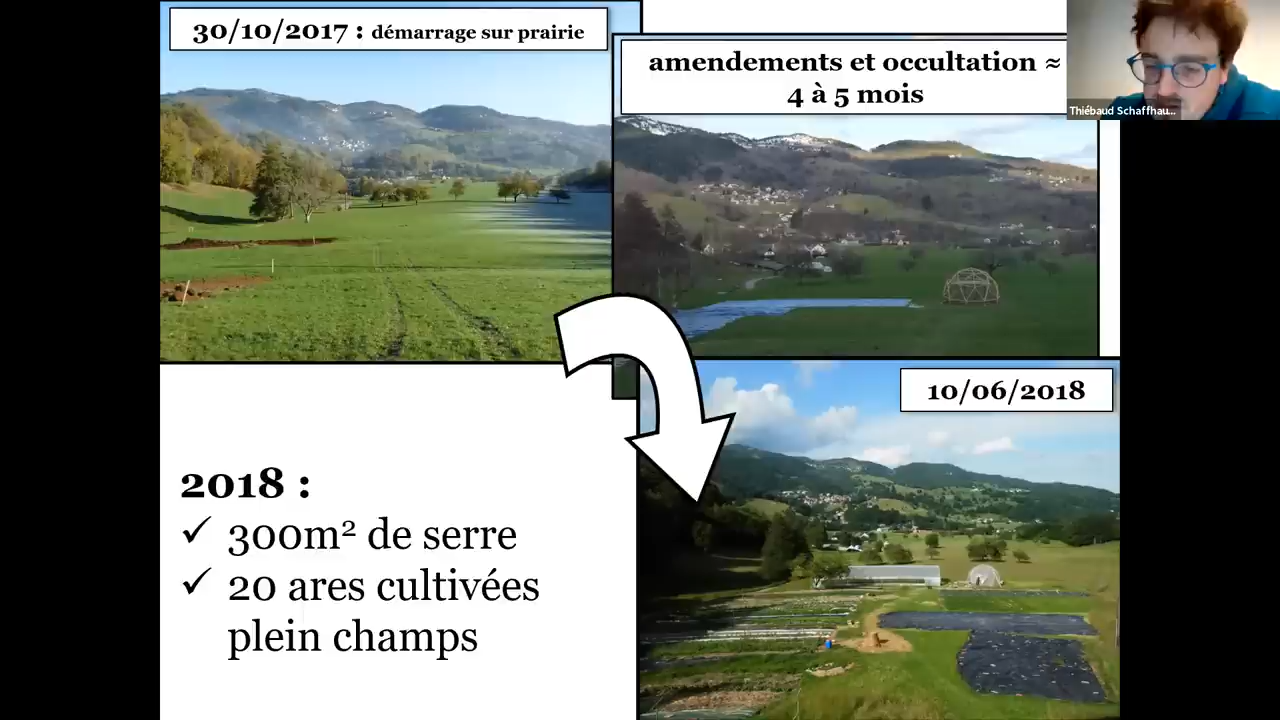 30/10/2017 : démarrage sur prairie
amendements et occultation ≈
4 à 5 mois
Thiébaud Schaffhau...
10/06/2018
2018 :
✓ 300m² de serre
✓ 20 ares cultivées
plein champs